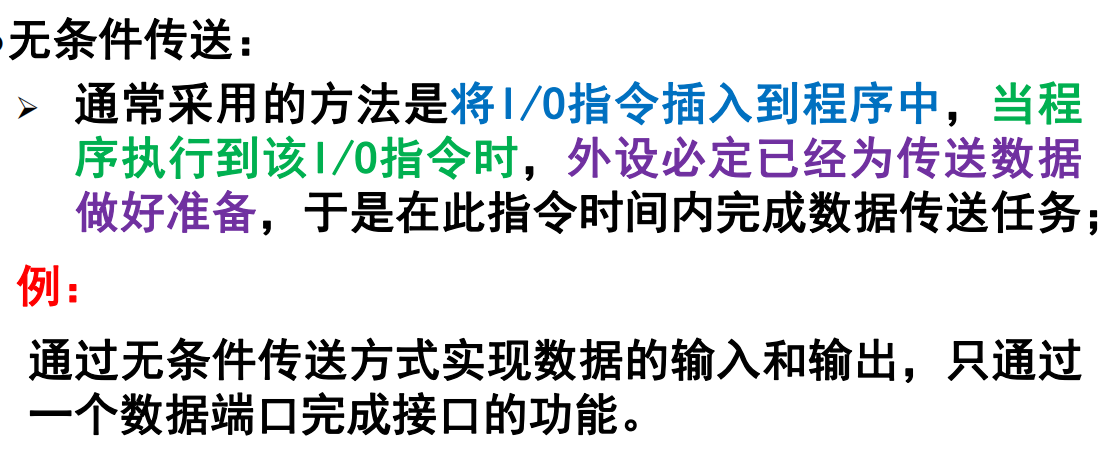 •无条件传送：
➢ 通常采用的方法是将I/O指令插入到程序中，当程
序执行到该I/O指令时，外设必定已经为传送数据
做好准备，于是在此指令时间内完成数据传送任务；
例：
通过无条件传送方式实现数据的输入和输出，只通过
一个数据端口完成接口的功能。